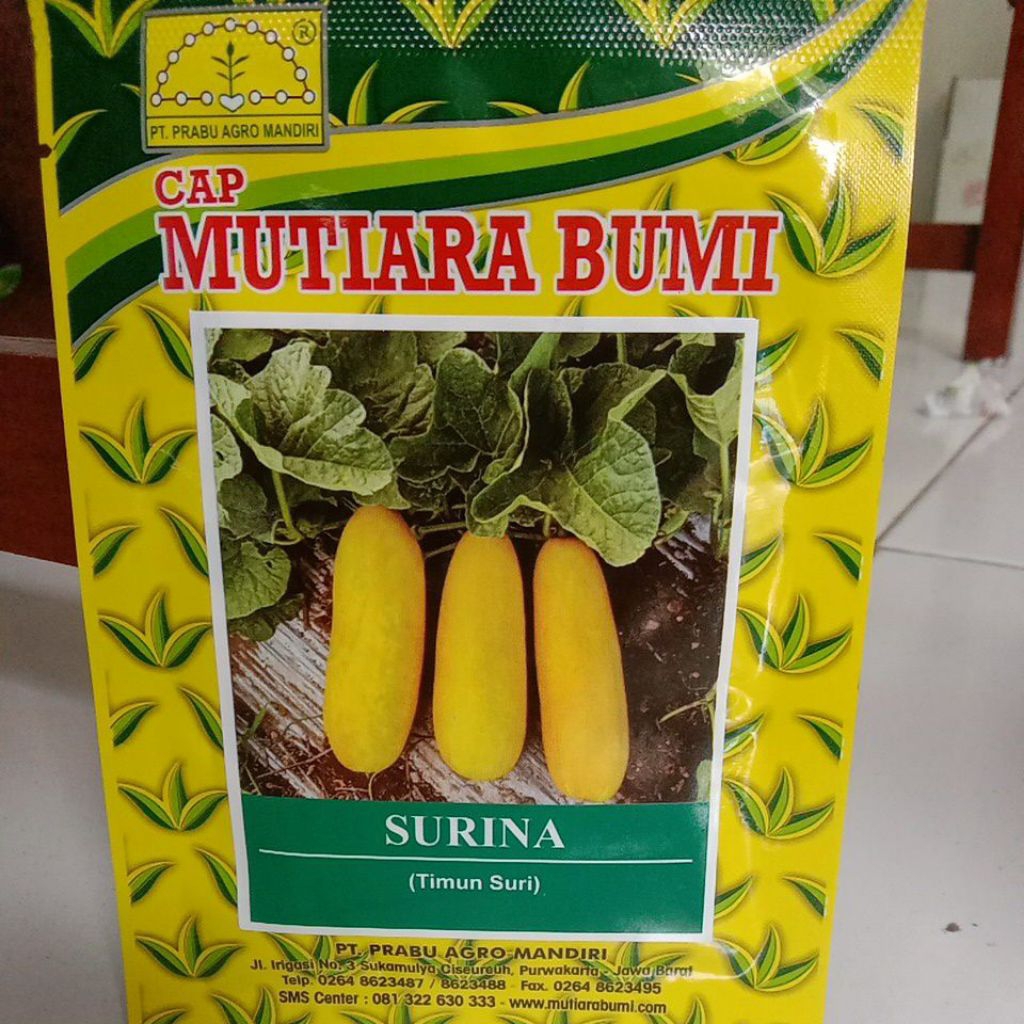 ®
PT. PRABU AGRO MANDIRI
CAP
MUTIARA BUMI
SURINA
(Timun Suri)
PT. PRABU AGRO MANDIRI
Jl. Irigasi No. 3 Sukamulya Ciseureuh, Purwakarta - Jawa Barat
Telp. 0264 8623487 / 8623488 Fax. 0264 8623495
SMS Center : 081 322 630 333 - www.mutiarabumi.com